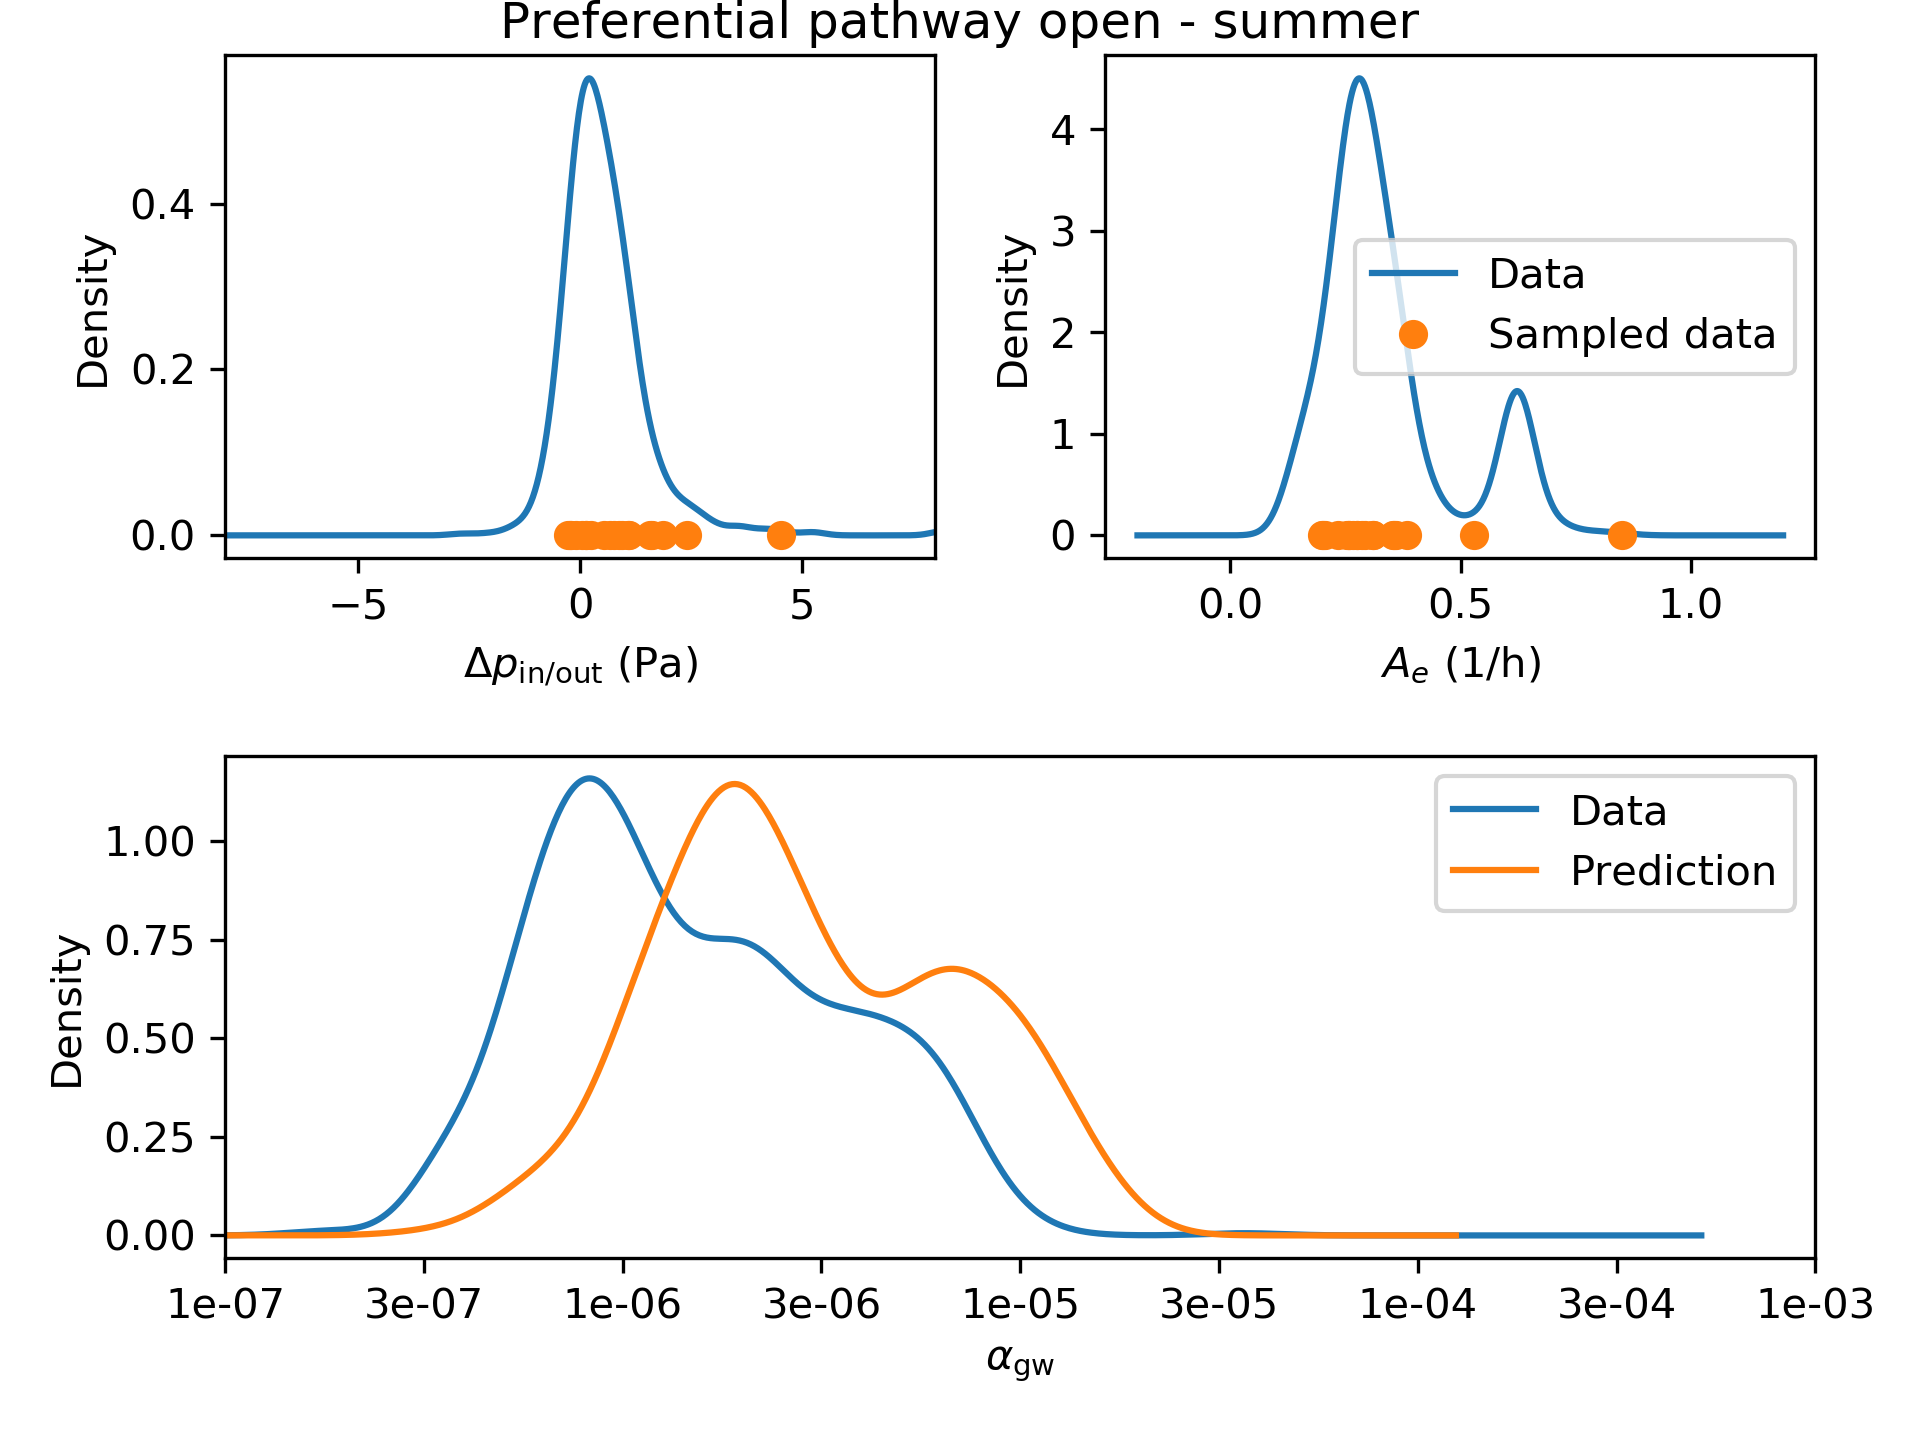 Preferential pathway open - summer
Density
0.4
0.2
0.0
−5
0
5
Δp_in/out (Pa)
Density
4
3
2
1
0
0.0
0.5
1.0
A_e (1/h)
Data
Sampled data
Density
1.00
0.75
0.50
0.25
0.00
1e-07
3e-07
1e-06
3e-06
1e-05
3e-05
1e-04
3e-04
1e-03
α_gw
Data
Prediction